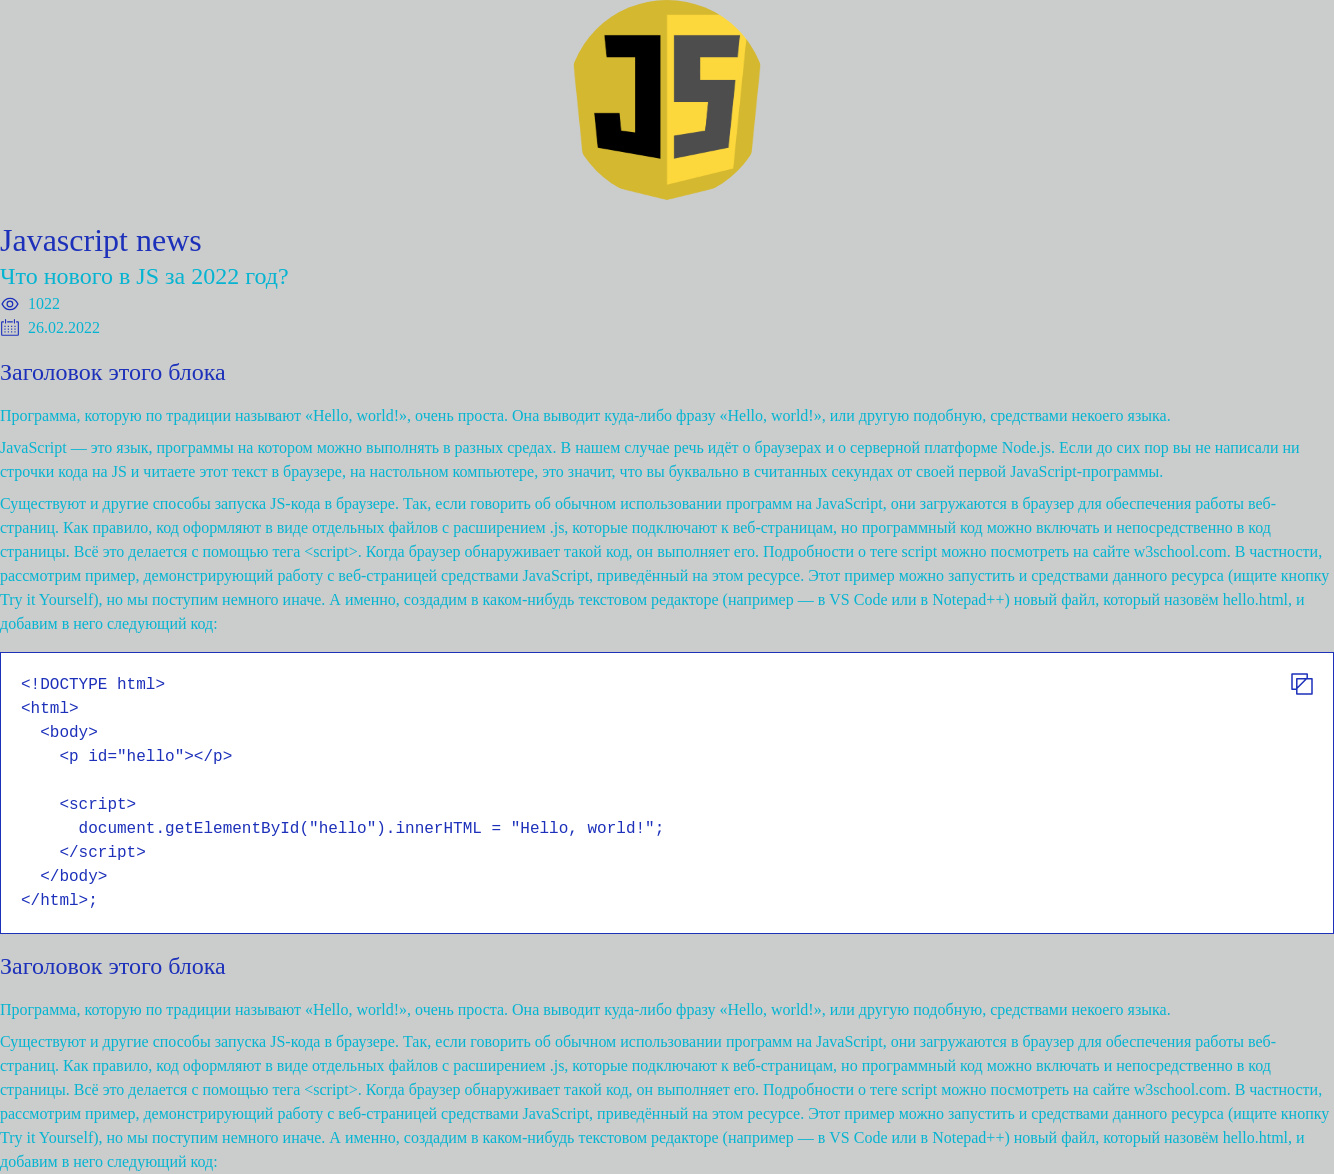 JS
Javascript news
Что нового в JS за 2022 год?
1022
26.02.2022
Заголовок этого блока
Программа, которую по традиции называют «Hello, world!», очень проста. Она выводит куда-либо фразу «Hello, world!», или другую подобную, средствами некоего языка.
JavaScript — это язык, программы на котором можно выполнять в разных средах. В нашем случае речь идёт о браузерах и о серверной платформе Node.js. Если до сих пор вы не написали ни
строчки кода на JS и читаете этот текст в браузере, на настольном компьютере, это значит, что вы буквально в считанных секундах от своей первой JavaScript-программы.
Существуют и другие способы запуска JS-кода в браузере. Так, если говорить об обычном использовании программ на JavaScript, они загружаются в браузер для обеспечения работы веб-
страниц. Как правило, код оформляют в виде отдельных файлов с расширением .js, которые подключают к веб-страницам, но программный код можно включать и непосредственно в код
страницы. Всё это делается с помощью тега <script>. Когда браузер обнаруживает такой код, он выполняет его. Подробности о теге script можно посмотреть на сайте w3school.com. В частности,
рассмотрим пример, демонстрирующий работу с веб-страницей средствами JavaScript, приведённый на этом ресурсе. Этот пример можно запустить и средствами данного ресурса (ищите кнопку
Try it Yourself), но мы поступим немного иначе. А именно, создадим в каком-нибудь текстовом редакторе (например — в VS Code или в Notepad++) новый файл, который назовём hello.html, и
добавим в него следующий код:
<!DOCTYPE html>
<html>
  <body>
    <p id="hello"></p>

    <script>
      document.getElementById("hello").innerHTML = "Hello, world!";
    </script>
  </body>
</html>;
Заголовок этого блока
Программа, которую по традиции называют «Hello, world!», очень проста. Она выводит куда-либо фразу «Hello, world!», или другую подобную, средствами некоего языка.
Существуют и другие способы запуска JS-кода в браузере. Так, если говорить об обычном использовании программ на JavaScript, они загружаются в браузер для обеспечения работы веб-
страниц. Как правило, код оформляют в виде отдельных файлов с расширением .js, которые подключают к веб-страницам, но программный код можно включать и непосредственно в код
страницы. Всё это делается с помощью тега <script>. Когда браузер обнаруживает такой код, он выполняет его. Подробности о теге script можно посмотреть на сайте w3school.com. В частности,
рассмотрим пример, демонстрирующий работу с веб-страницей средствами JavaScript, приведённый на этом ресурсе. Этот пример можно запустить и средствами данного ресурса (ищите кнопку
Try it Yourself), но мы поступим немного иначе. А именно, создадим в каком-нибудь текстовом редакторе (например — в VS Code или в Notepad++) новый файл, который назовём hello.html, и
добавим в него следующий код: